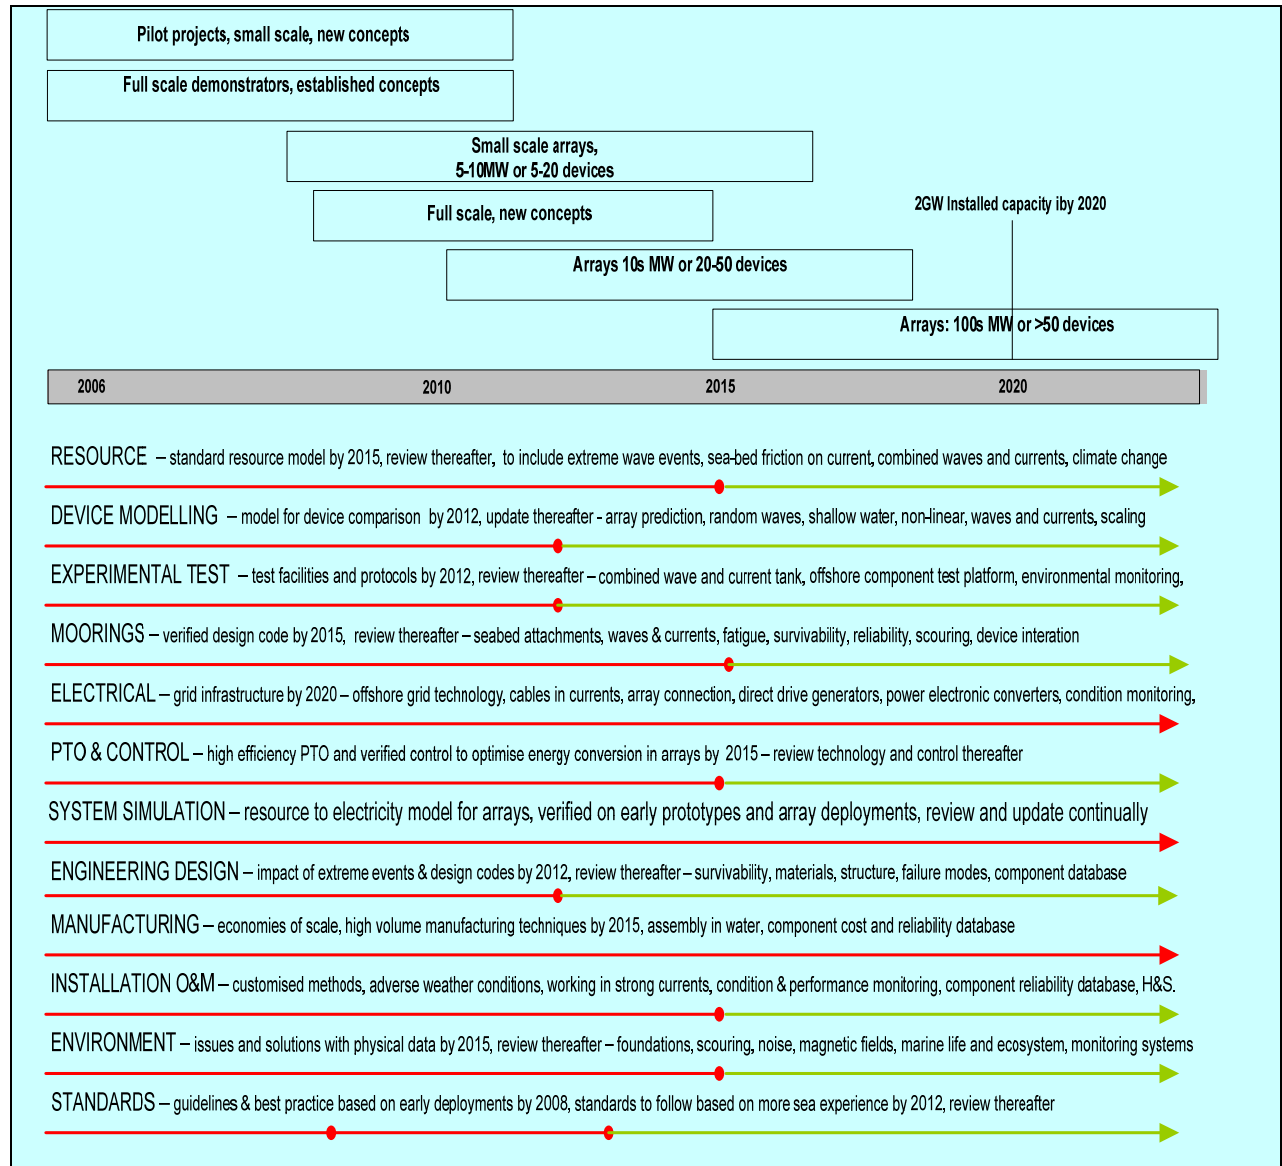 Pilot projects, small scale, new concepts
Full scale demonstrators, established concepts
Small scale arrays,
5-10MW or 5-20 devices
Full scale, new concepts
2GW Installed capacity iby 2020
Arrays 10s MW or 20-50 devices
Arrays: 100s MW or >50 devices
2006 2010 2015 2020
RESOURCE – standard resource model by 2015, review thereafter, to include extreme wave events, sea-bed friction on current, combined waves and currents, climate change
DEVICE MODELLING – model for device comparison by 2012, update thereafter - array prediction, random waves, shallow water, non-linear, waves and currents, scaling
EXPERIMENTAL TEST – test facilities and protocols by 2012, review thereafter – combined wave and current tank, offshore component test platform, environmental monitoring,
MOORINGS – verified design code by 2015, review thereafter – seabed attachments, waves & currents, fatigue, survivability, reliability, scouring, device interation
ELECTRICAL – grid infrastructure by 2020 – offshore grid technology, cables in currents, array connection, direct drive generators, power electronic converters, condition monitoring,
PTO & CONTROL – high efficiency PTO and verified control to optimise energy conversion in arrays by 2015 – review technology and control thereafter
SYSTEM SIMULATION – resource to electricity model for arrays, verified on early prototypes and array deployments, review and update continually
ENGINEERING DESIGN – impact of extreme events & design codes by 2012, review thereafter – survivability, materials, structure, failure modes, component database
MANUFACTURING – economies of scale, high volume manufacturing techniques by 2015, assembly in water, component cost and reliability database
INSTALLATION O&M – customised methods, adverse weather conditions, working in strong currents, condition & performance monitoring, component reliability database, H&S.
ENVIRONMENT – issues and solutions with physical data by 2015, review thereafter – foundations, scouring, noise, magnetic fields, marine life and ecosystem, monitoring systems
STANDARDS – guidelines & best practice based on early deployments by 2008, standards to follow based on more sea experience by 2012, review thereafter